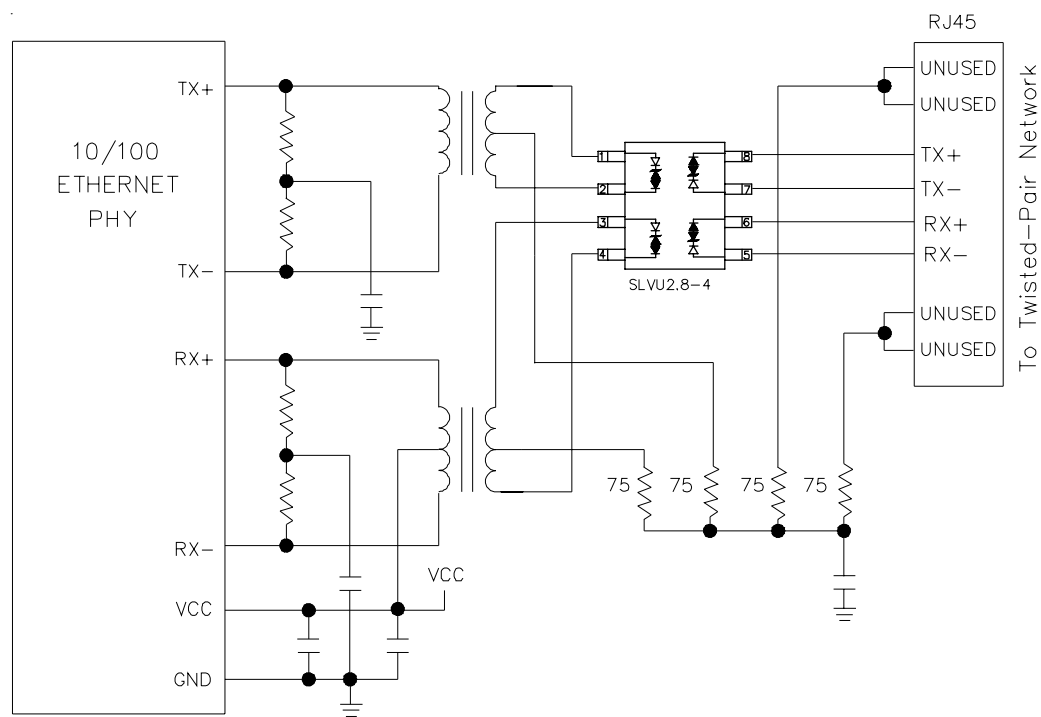 RJ45
10/100
ETHERNET
PHY
TX+
TX-
RX+
RX-
VCC
GND
VCC
1
2
3
4
8
7
6
5
SLVU2.8-4
UNUSED
UNUSED
TX+
TX-
RX+
RX-
UNUSED
UNUSED
To Twisted-Pair Network
75 75 75 75